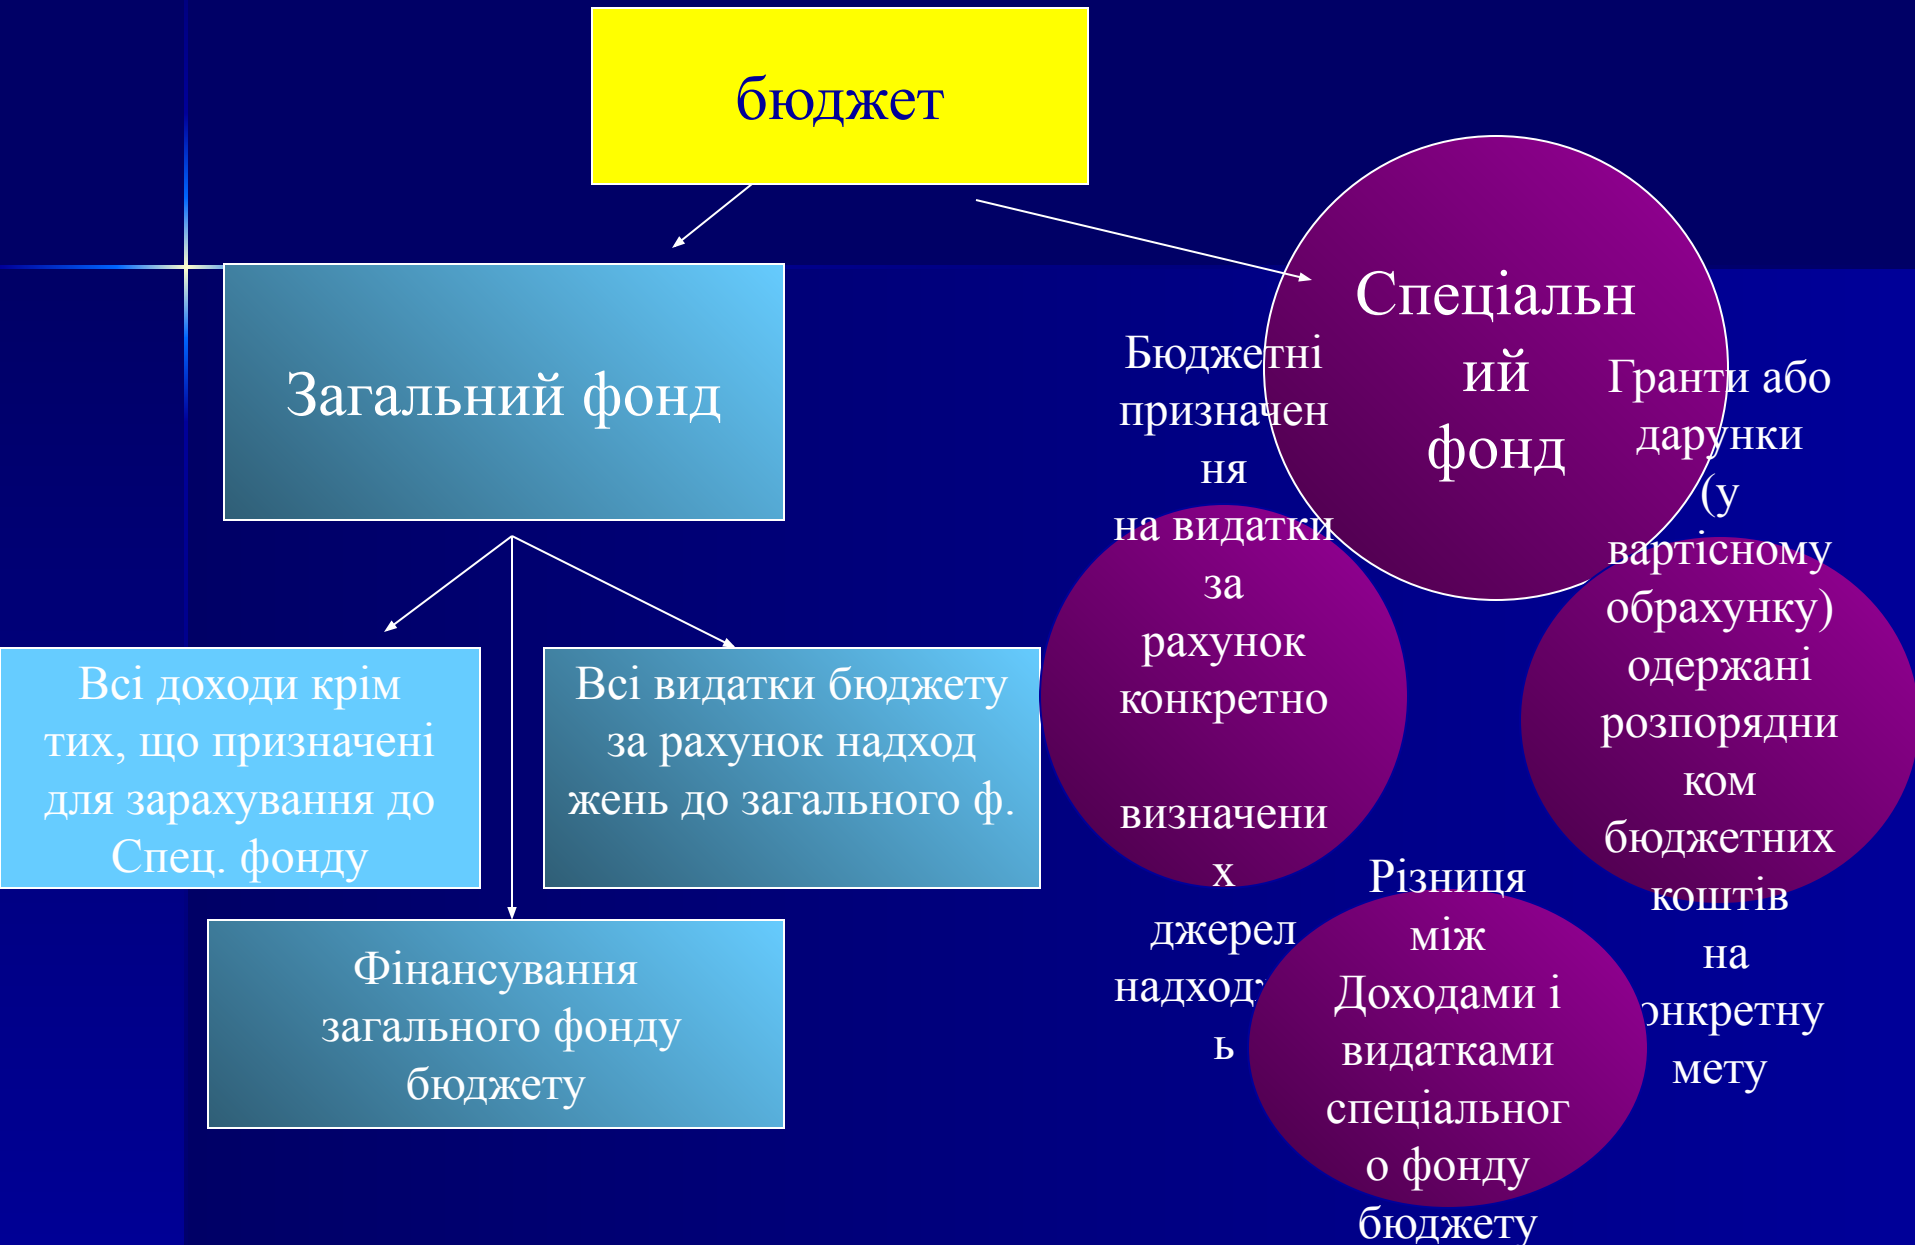 бюджет
Загальний фонд
Всі доходи крім
тих, що призначені
для зарахування до
Спец. фонду
Всі видатки бюджету
за рахунок надход
жень до загального ф.
Фінансування
загального фонду
бюджету
Спеціальн
ий
фонд
Бюджетні
призначен
ня
на видатки
за
рахунок
конкретно
визначени
х
джерел
ь
Гранти або
дарунки
(у
вартісному
обрахунку)
одержані
розпорядни
ком
бюджетних
коштів
на
мету
Різниця
між
Доходами і
видатками
спеціальног
о фонду
бюджету